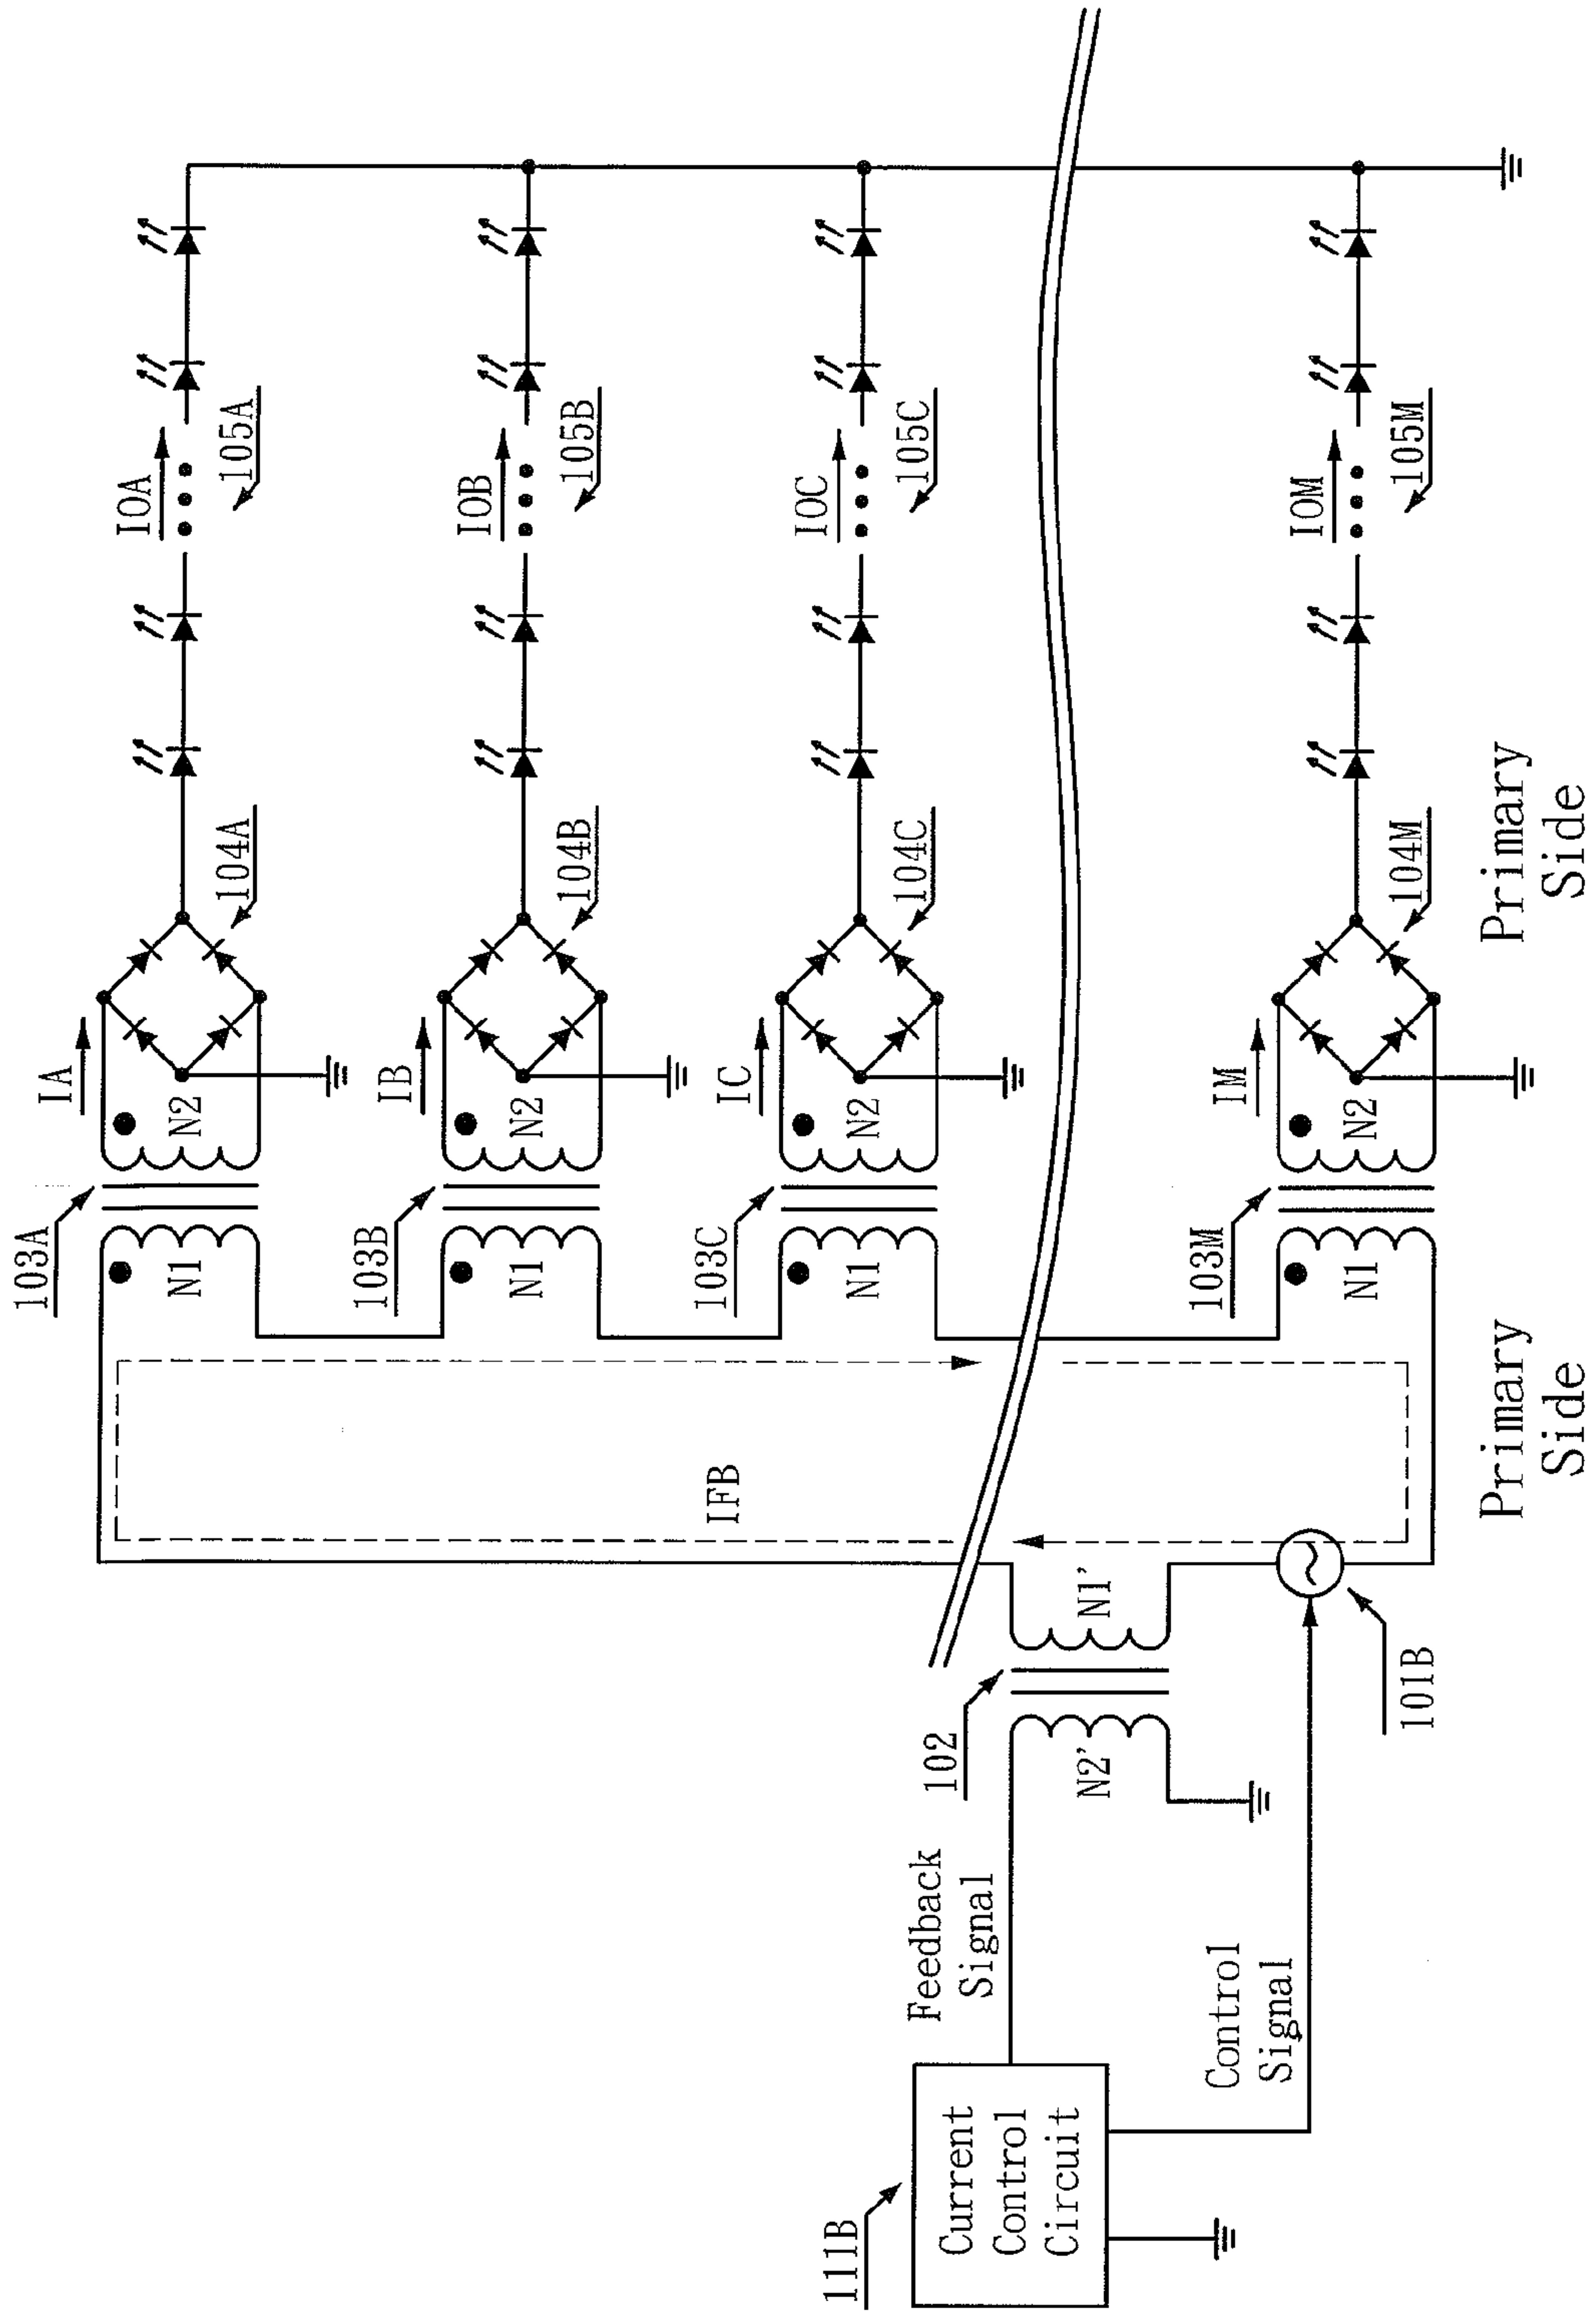 103A
N1
N2
IA
104A
IOA
105A
103B
N1
N2
IB
104B
IOB
105B
103C
N1
N2
IC
104C
IOC
105C
IFB
103M
N1
N2
IM
104M
IOM
105M
111B
Current
Control
Circuit
Feedback
Signal
102
N2'
N1'
Control
Signal
101B
Primary
Side
Primary
Side